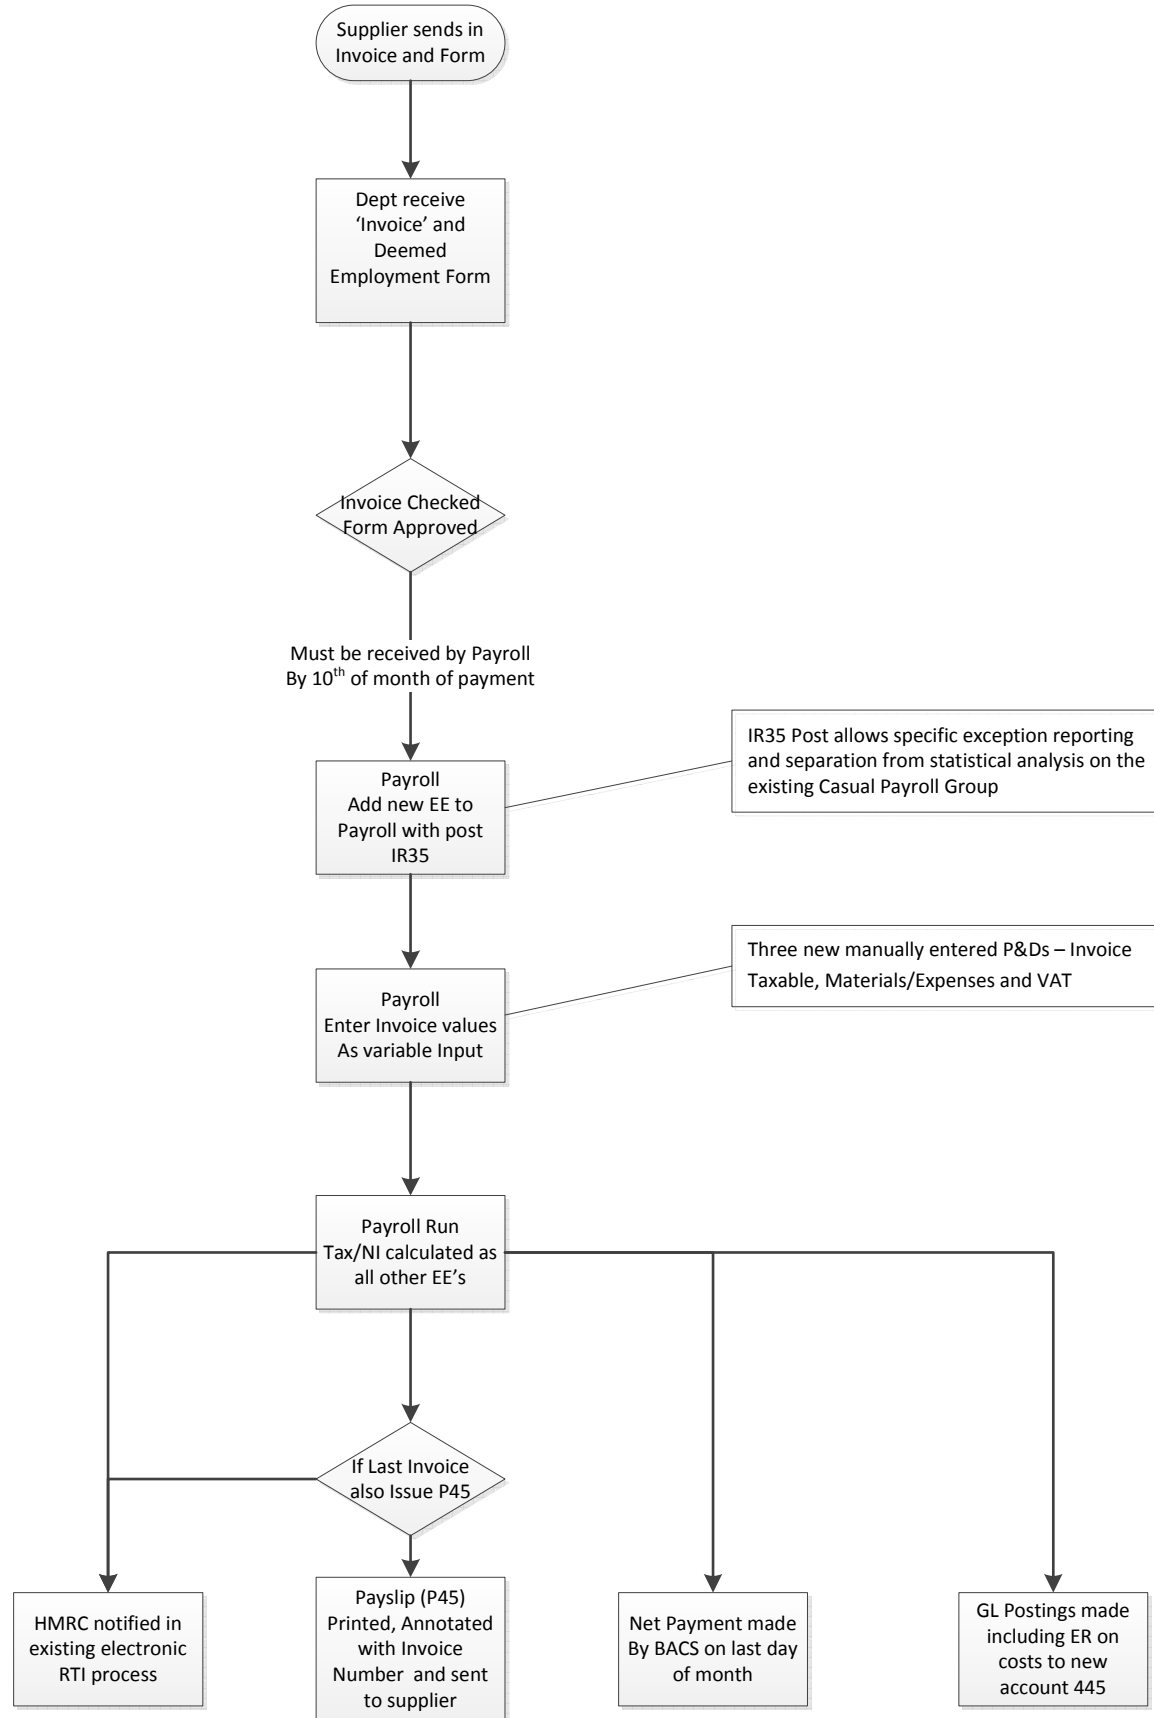 Supplier sends in
Invoice and Form
Dept receive
‘Invoice’ and
Deemed
Employment Form
Invoice Checked
Form Approved
Must be received by Payroll
By 10th of month of payment
IR35 Post allows specific exception reporting
and separation from statistical analysis on the
existing Casual Payroll Group
Payroll
Add new EE to
Payroll with post
IR35
Three new manually entered P&Ds – Invoice
Taxable, Materials/Expenses and VAT
Payroll
Enter Invoice values
As variable Input
Payroll Run
Tax/NI calculated as
all other EE's
If Last Invoice
also Issue P45
HMRC notified in
existing electronic
RTI process
Payslip (P45)
Printed, Annotated
with Invoice
Number and sent
to supplier
Net Payment made
By BACS on last day
of month
GL Postings made
including ER on
costs to new
account 445